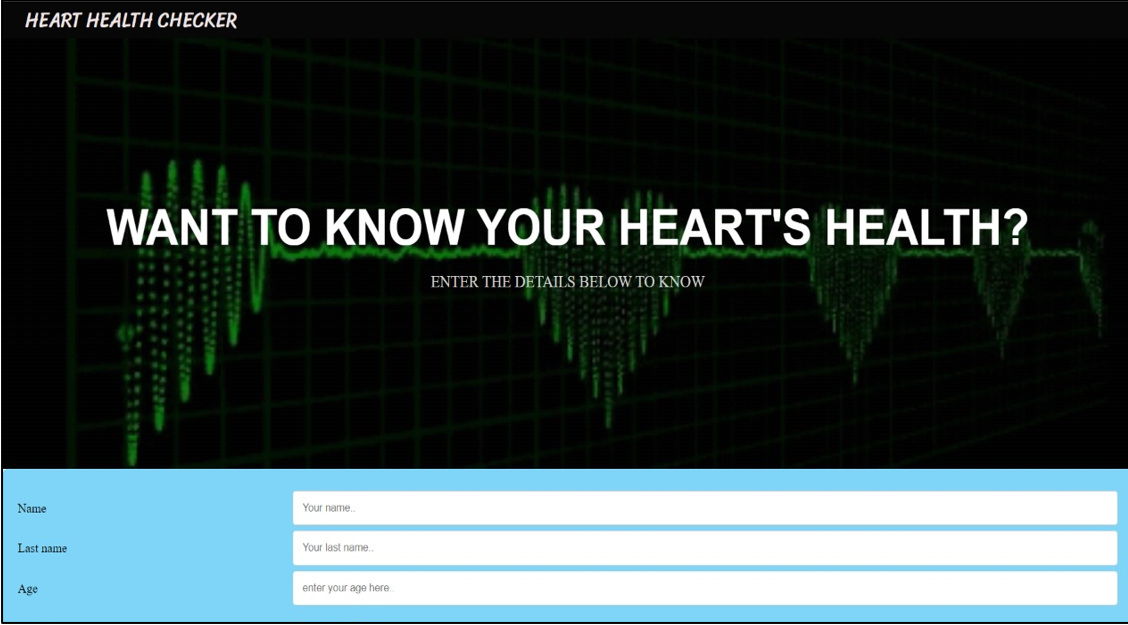 HEART HEALTH CHECKER
WANT TO KNOW YOUR HEART'S HEALTH?
ENTER THE DETAILS BELOW TO KNOW
Name
Your name..
Last name
Your last name..
Age
enter your age here..